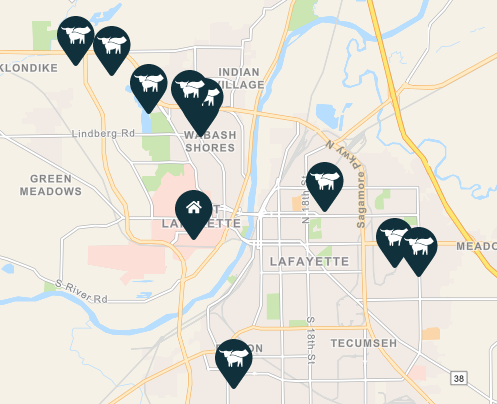 KLONDIKE
INDIAN
VILLAGE
Lindberg Rd
WABASH
SHORES
GREEN
MEADOWS
N 18th St
Sagamore Pkwy N
LAFAYETTE
MEADO
LAFAYETTE
S River Rd
S 18th St
TECUMSEH
38